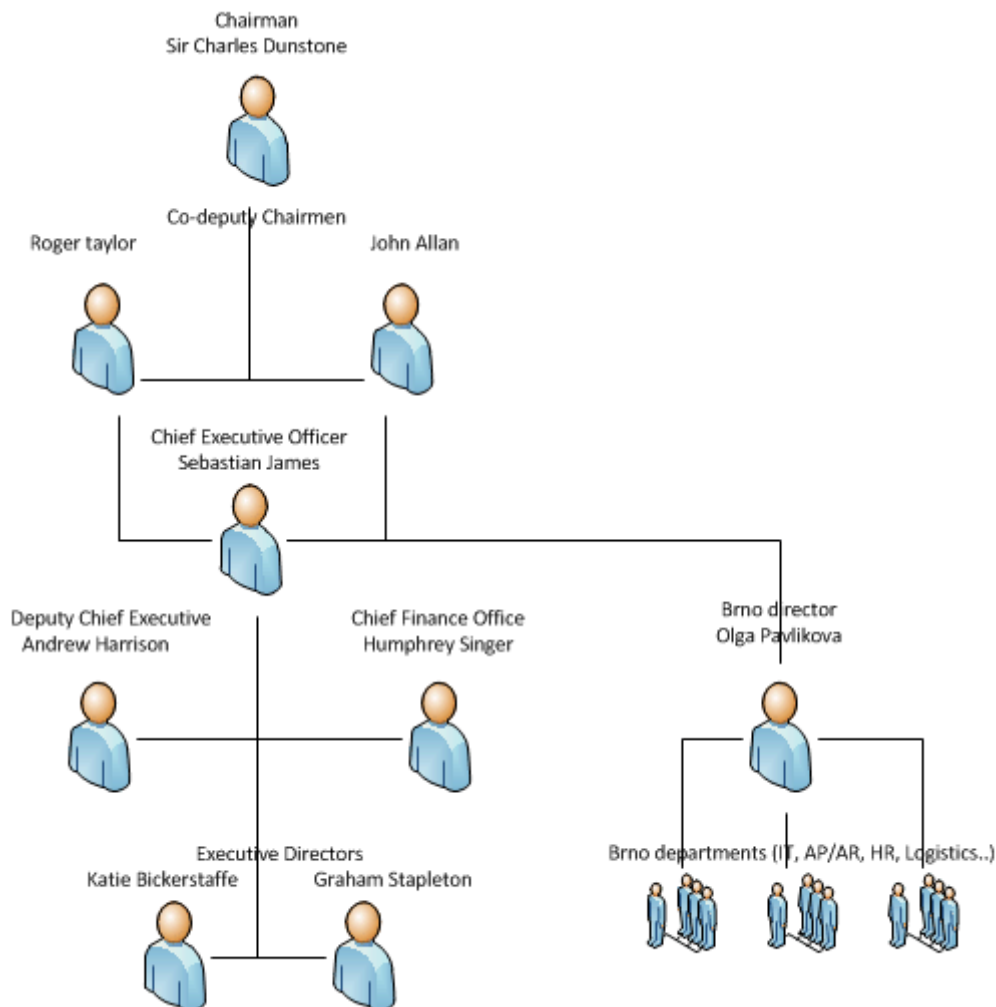 Chairman
Sir Charles Dunstone
Co-deputy Chairmen
Roger taylor
John Allan
Chief Executive Officer
Sebastian James
Deputy Chief Executive
Andrew Harrison
Chief Finance Office
Humphrey Singer
Brno director
Olga Pavlikova
Executive Directors
Katie Bickerstaffe
Graham Stapleton
Brno departments (IT, AP/AR, HR, Logistics..)